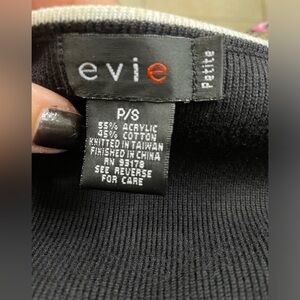 evie
Petite
P/S
55% ACRYLIC
45% COTTON
KNITTED IN TAIWAN
FINISHED IN CHINA
RN 93178
SEE REVERSE
FOR CARE